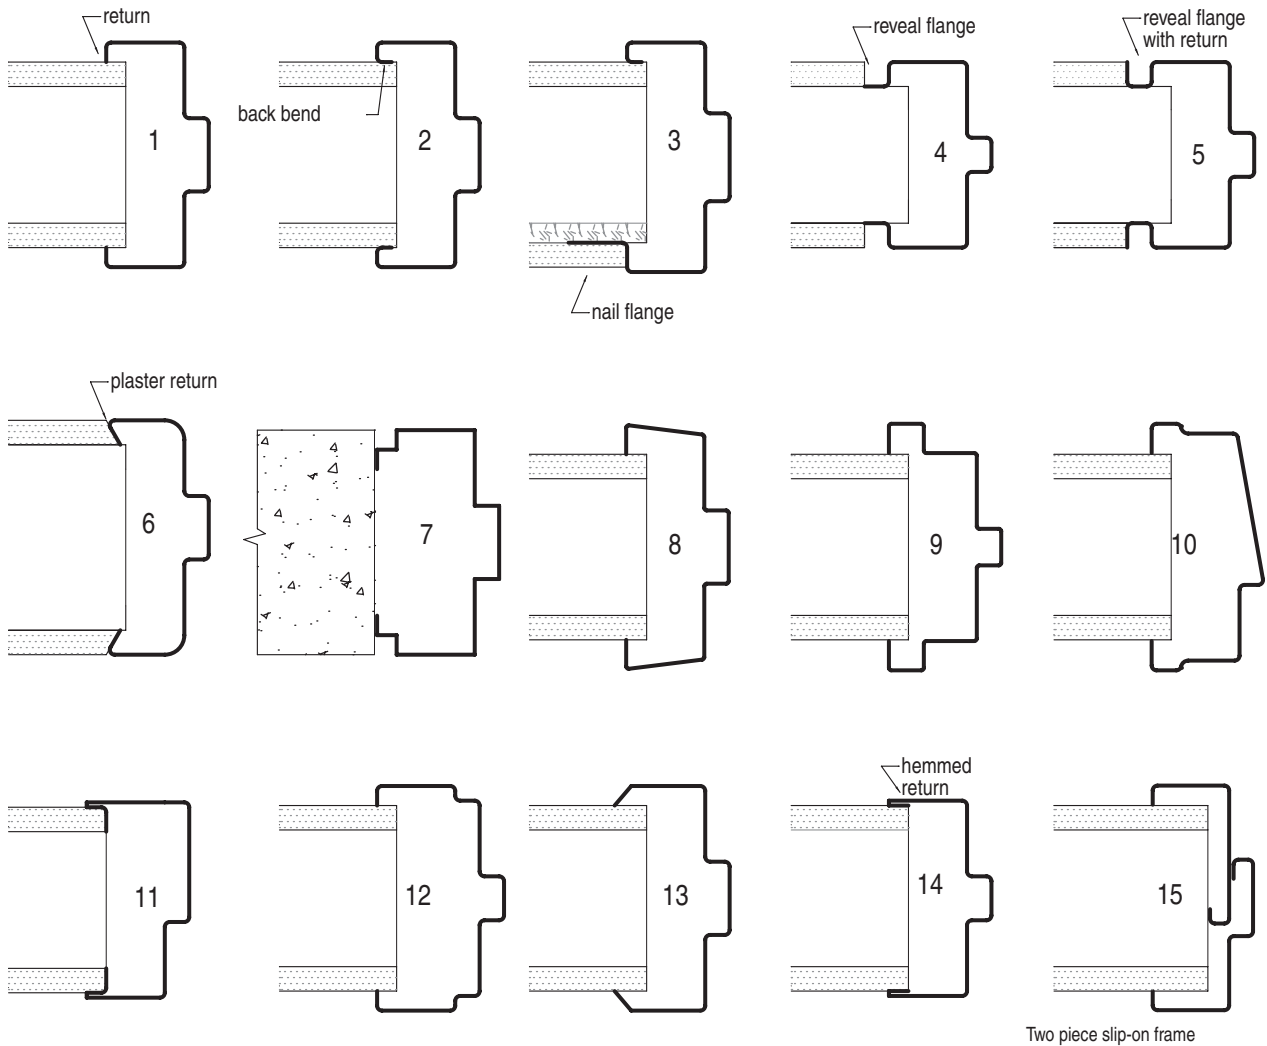 return
back bend
1
2
3
nail flange
reveal flange
4
reveal flange
with return
5
plaster return
6
7
8
9
10
11
12
13
hemmed
return
14
15
Two piece slip-on frame